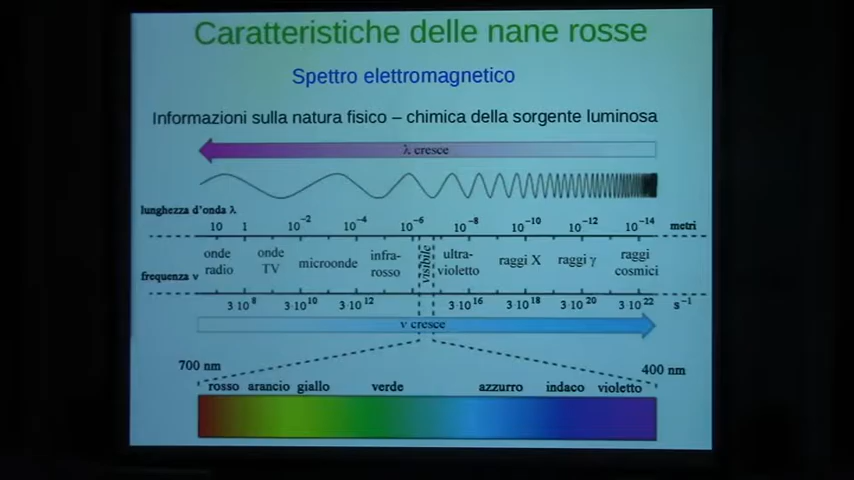 Caratteristiche delle nane rosse
Spettro elettromagnetico
Informazioni sulla natura fisico – chimica della sorgente luminosa
λ cresce
lunghezza d'onda λ
10 1 10⁻² 10⁻⁴ 10⁻⁶ 10⁻⁸ 10⁻¹⁰ 10⁻¹² 10⁻¹⁴ metri
onde radio
onde TV
microonde
infra-
rosso
visibile
ultra-
violetto
raggi X
raggi γ
raggi
cosmici
frequenza ν
3·10⁸ 3·10¹⁰ 3·10¹² 3·10¹⁶ 3·10¹⁸ 3·10²⁰ 3·10²² s⁻¹
ν cresce
700 nm 400 nm
rosso arancio giallo verde azzurro indaco violetto